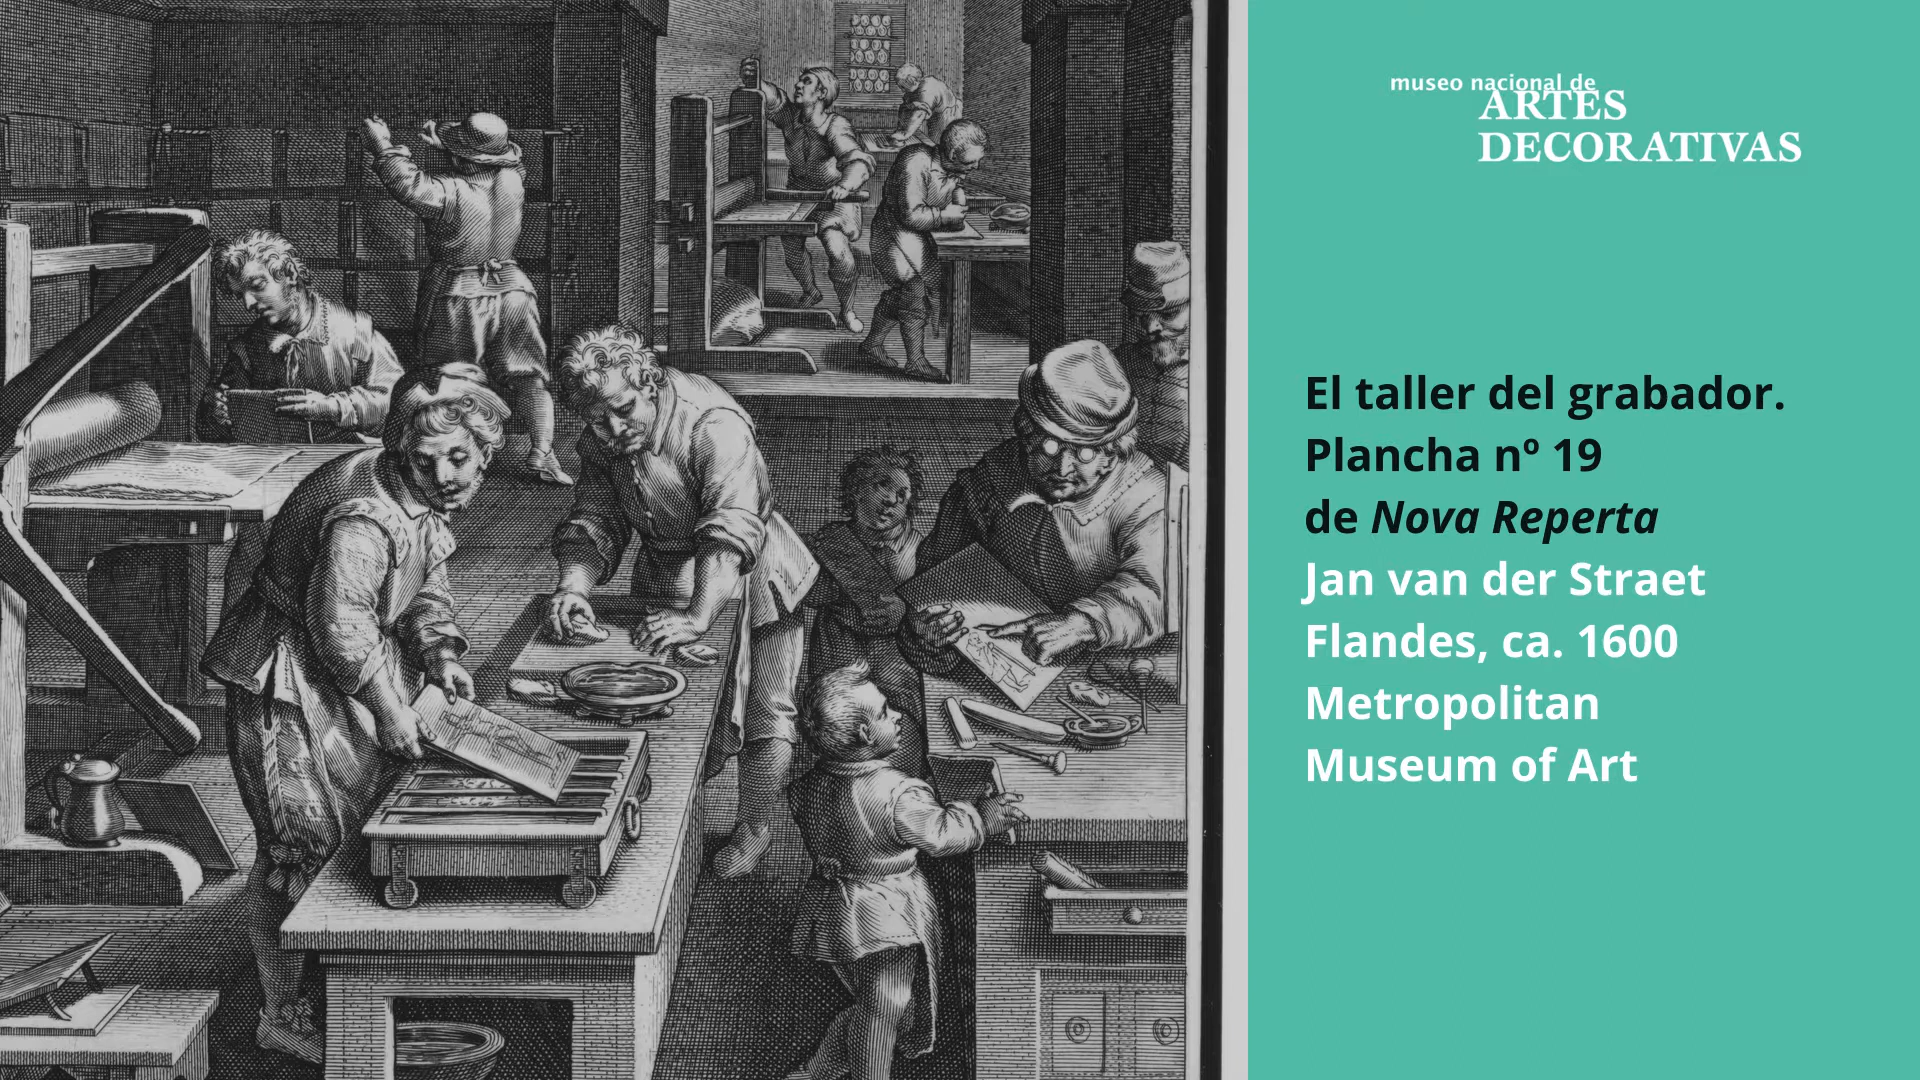 museo nacional de
ARTES
DECORATIVAS
El taller del grabador.
Plancha nº 19
de Nova Reperta
Jan van der Straet
Flandes, ca. 1600
Metropolitan
Museum of Art